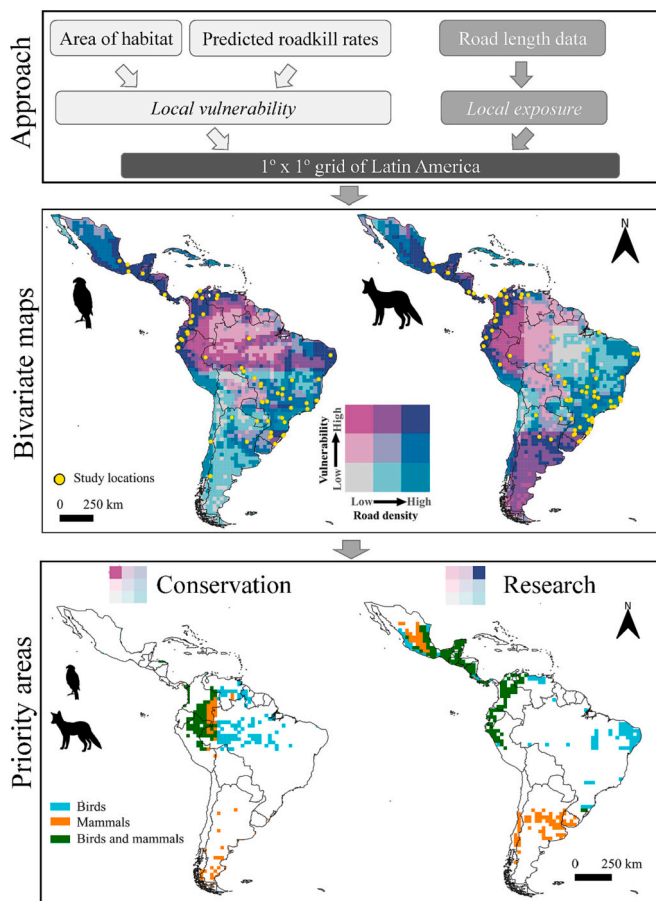 Approach
Area of habitat
Predicted roadkill rates
Road length data
Local vulnerability
Local exposure
1° x 1° grid of Latin America
Bivariate maps
N
Study locations
0 250 km
Vulnerability
Low
High
Low
High
Road density
Priority areas
Conservation
Research
N
Birds
Mammals
Birds and mammals
0 250 km